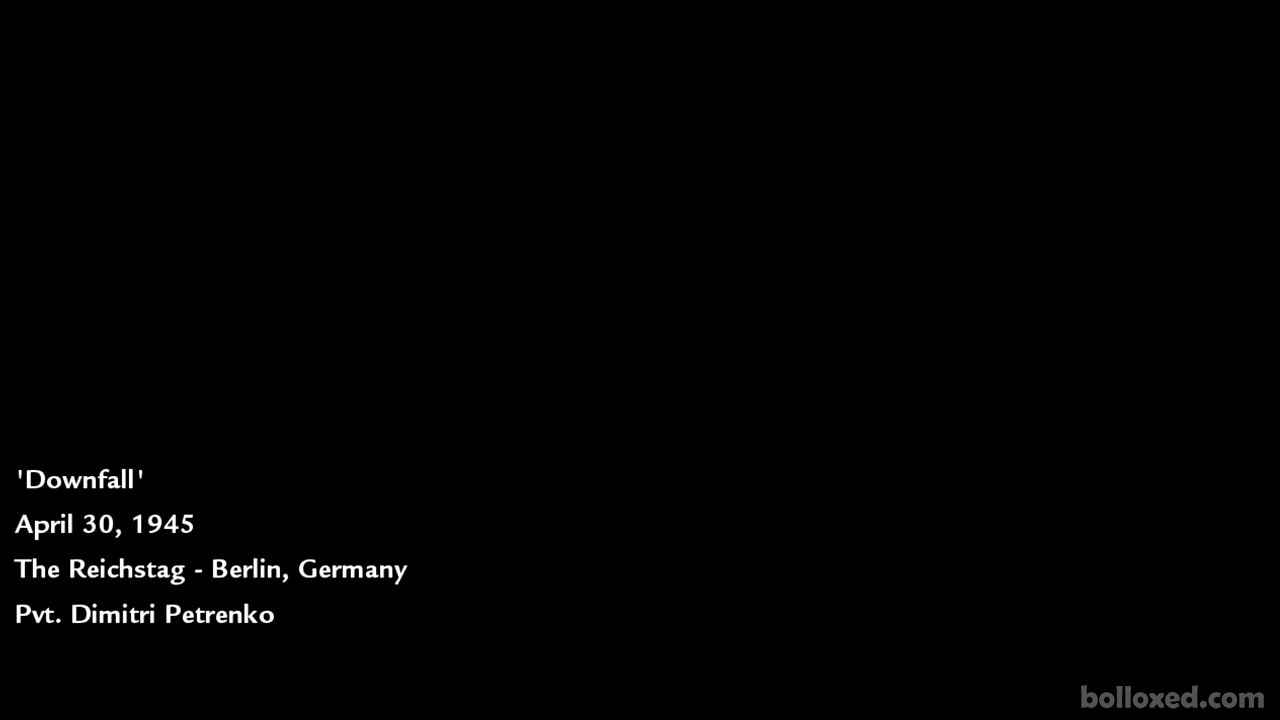 'Downfall'
April 30, 1945
The Reichstag - Berlin, Germany
Pvt. Dimitri Petrenko
bolloxed.com